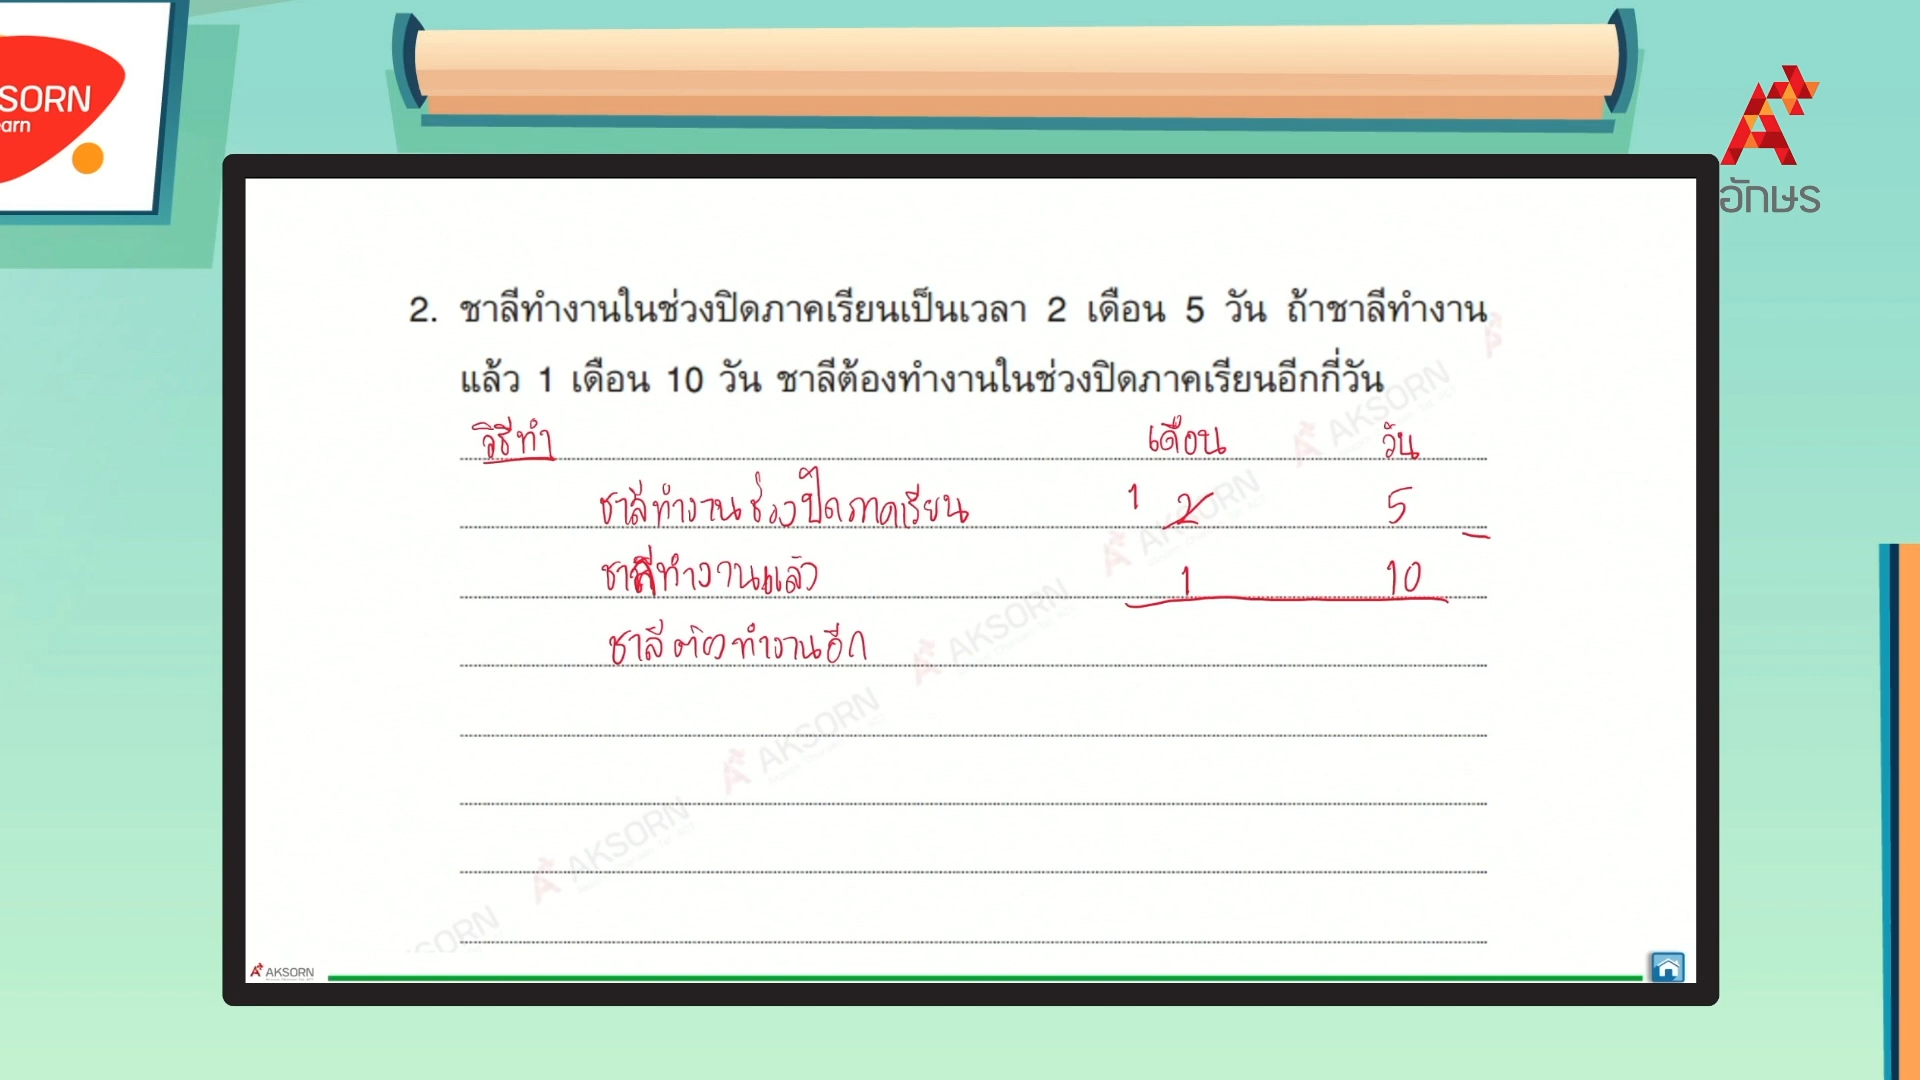 SORN
arn
อักษร
2. ชาลีทำงานในช่วงปิดภาคเรียนเป็นเวลา 2 เดือน 5 วัน ถ้าชาลีทำงาน
แล้ว 1 เดือน 10 วัน ชาลีต้องทำงานในช่วงปิดภาคเรียนอีกกี่วัน
วิธีทำ เดือน วัน
ชาลีทำงานช่วงปิดภาคเรียน 1 2 5
ชาลีทำงานแล้ว 1 10
ชาลีต้องทำงานอีก
AKSORN
AKSORN
AKSORN
AKSORN
AKSORN
SORN
AKSORN